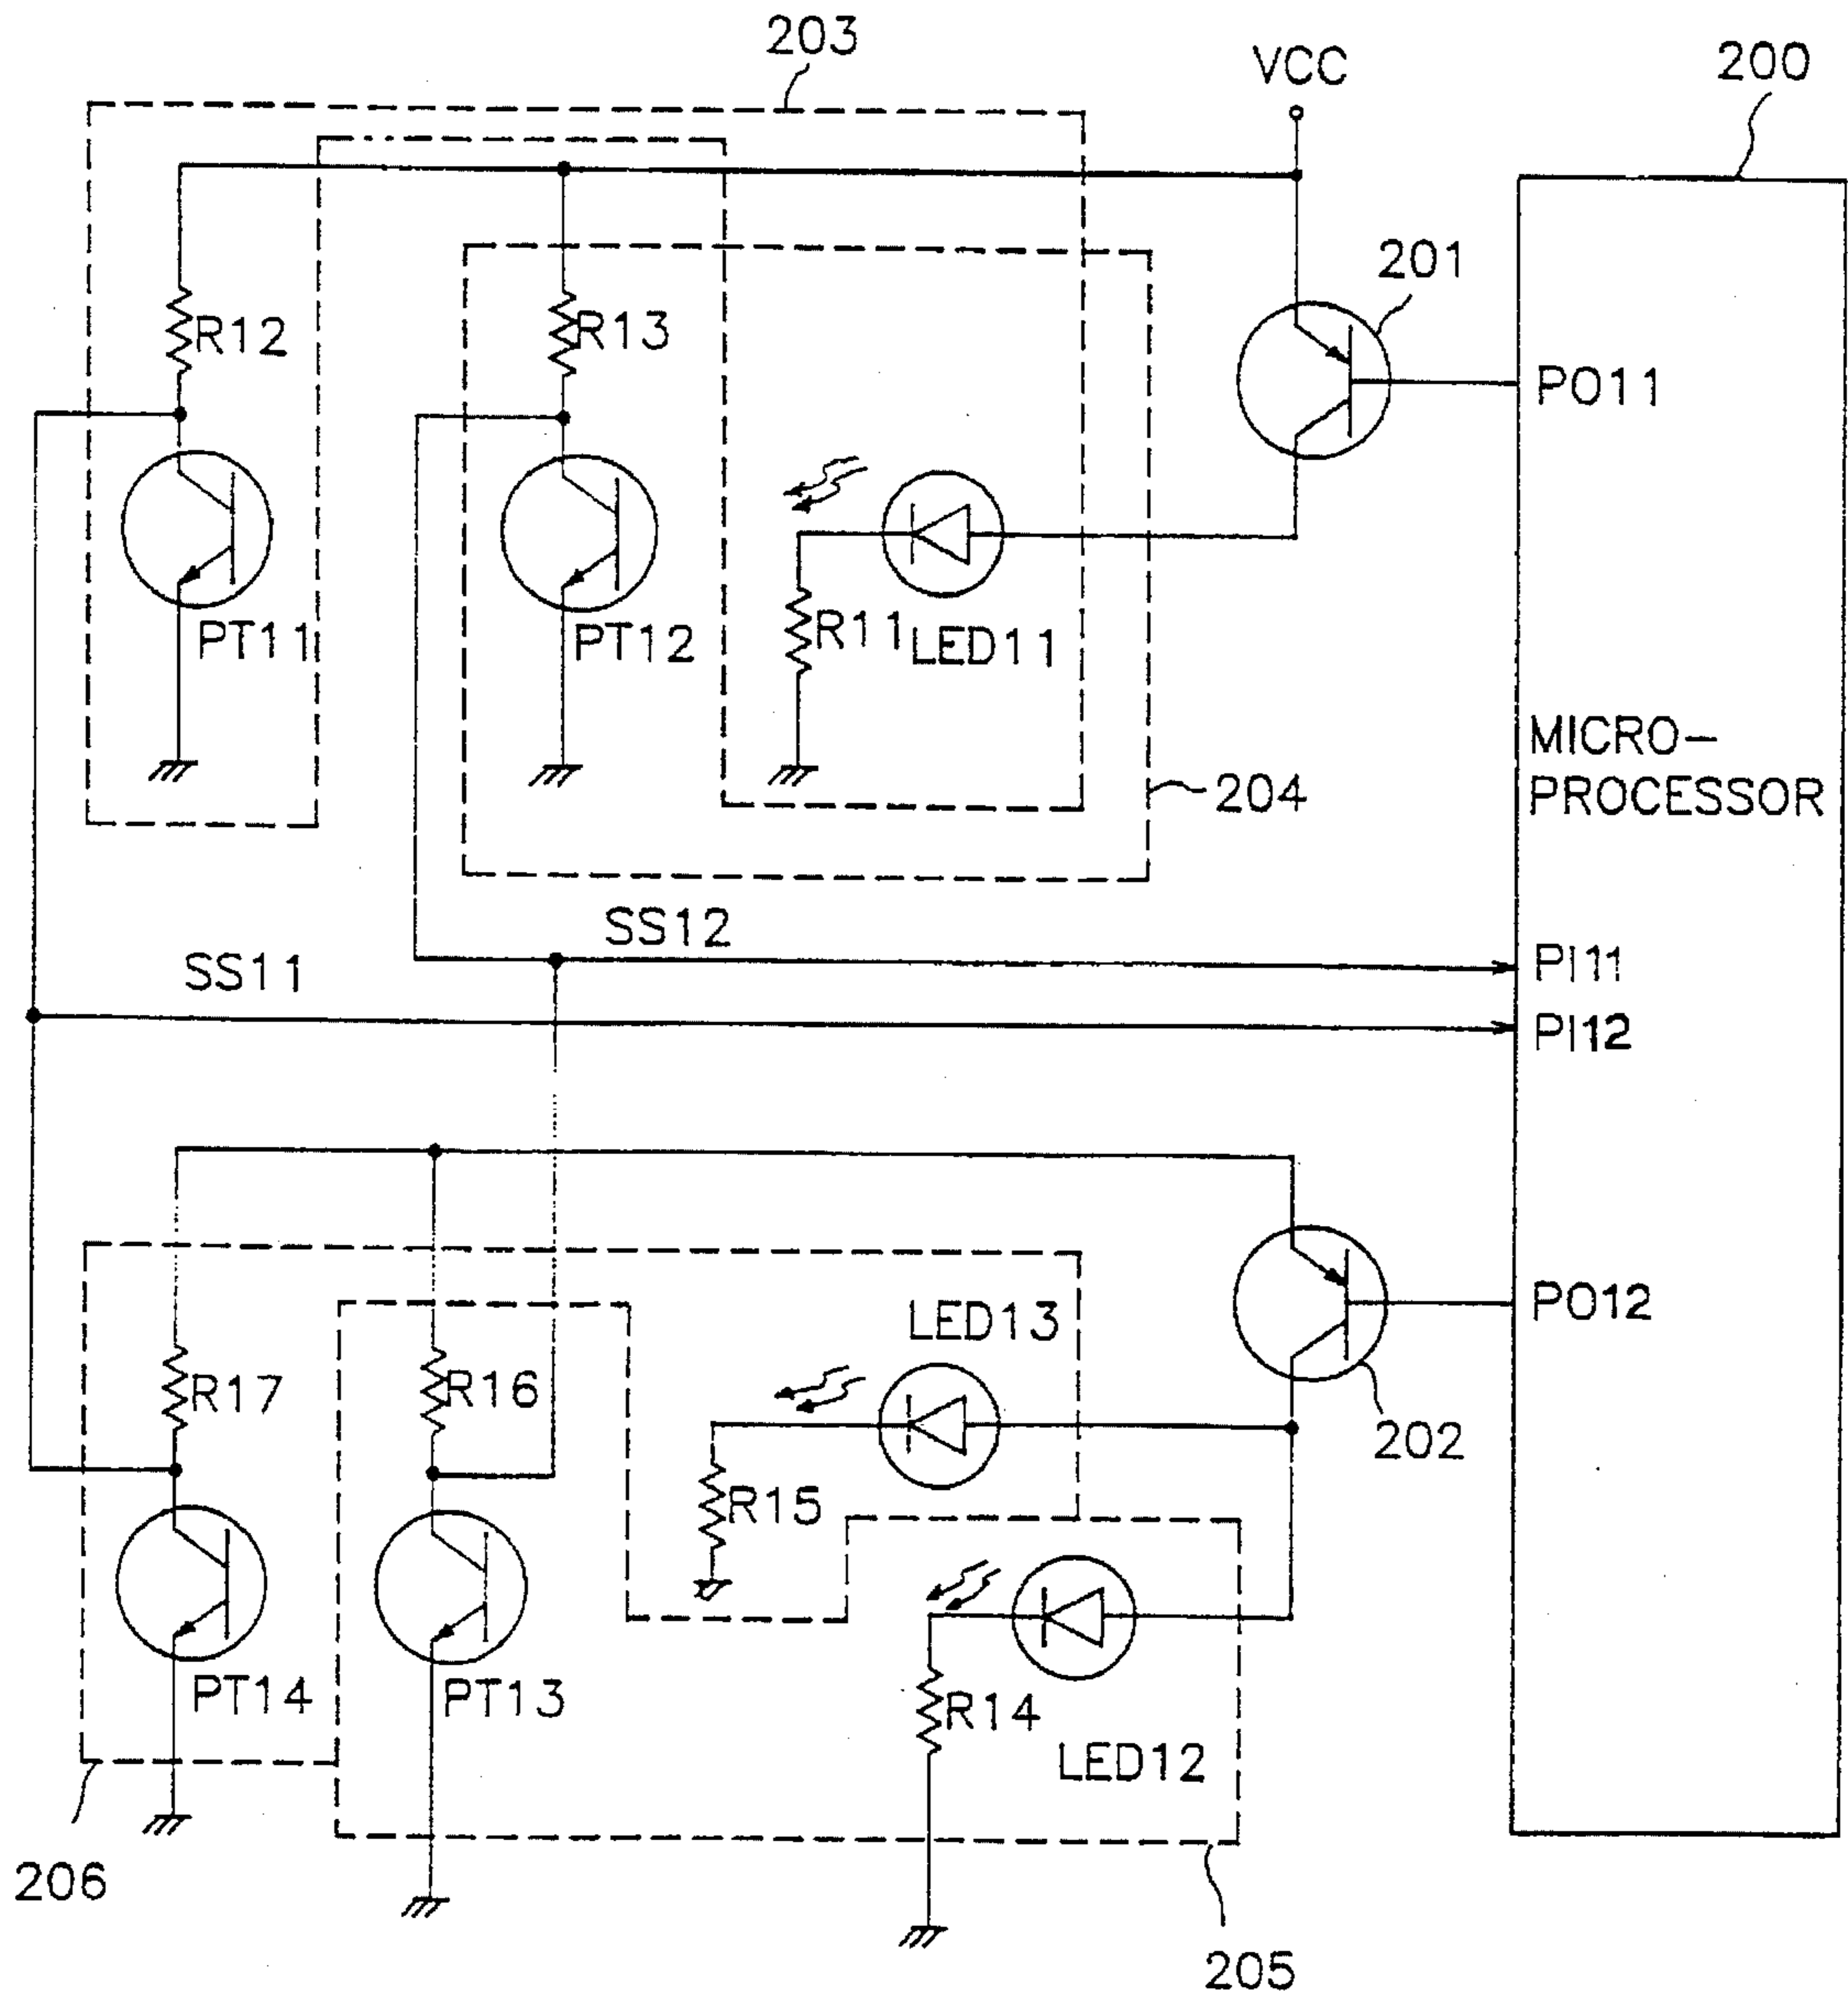 203
VCC
200
201
R12
R13
PO11
PT11
PT12
R11
LED11
MICRO-
PROCESSOR
204
SS12
SS11
PI11
PI12
PO12
LED13
R17
R16
202
R15
PT14
PT13
R14
LED12
206
205